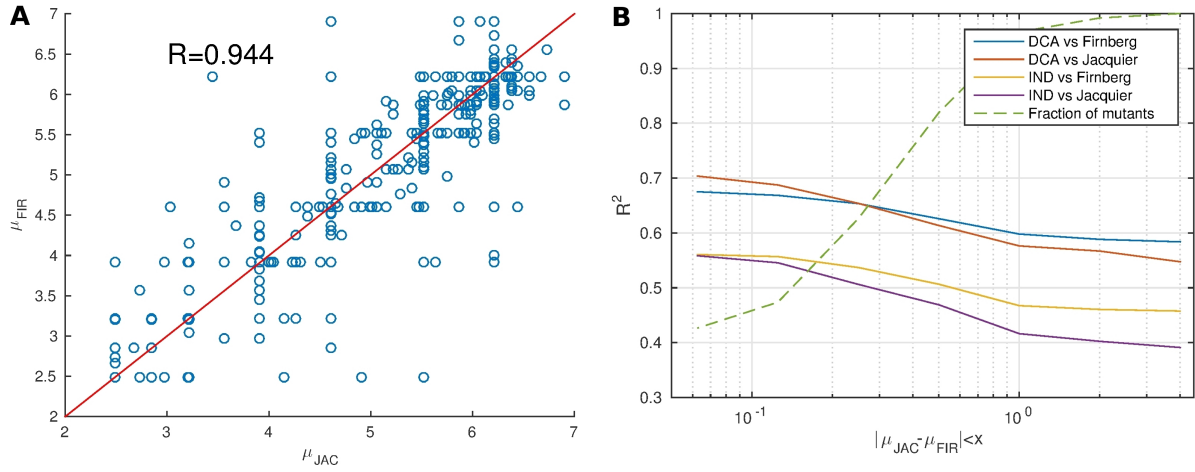 A
R=0.944
7
6.5
6
5.5
5
4.5
4
3.5
3
2.5
2
μFIR
2 3 4 5 6 7
μJAC
B
1
0.9
0.8
0.7
0.6
0.5
0.4
0.3
R²
DCA vs Firnberg
DCA vs Jacquier
IND vs Firnberg
IND vs Jacquier
Fraction of mutants
10⁻¹ 10⁰
|μJAC-μFIR|<x